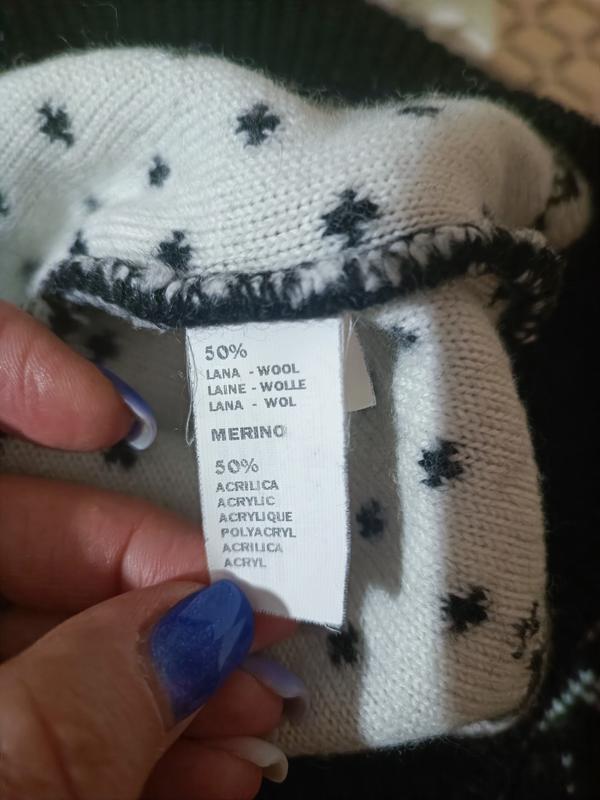 50%
LANA - WOOL
LAINE - WOLLE
LANA - WOL
MERINO
50%
ACRILICA
ACRYLIC
ACRYLIQUE
POLYACRYL
ACRILICA
ACRYL